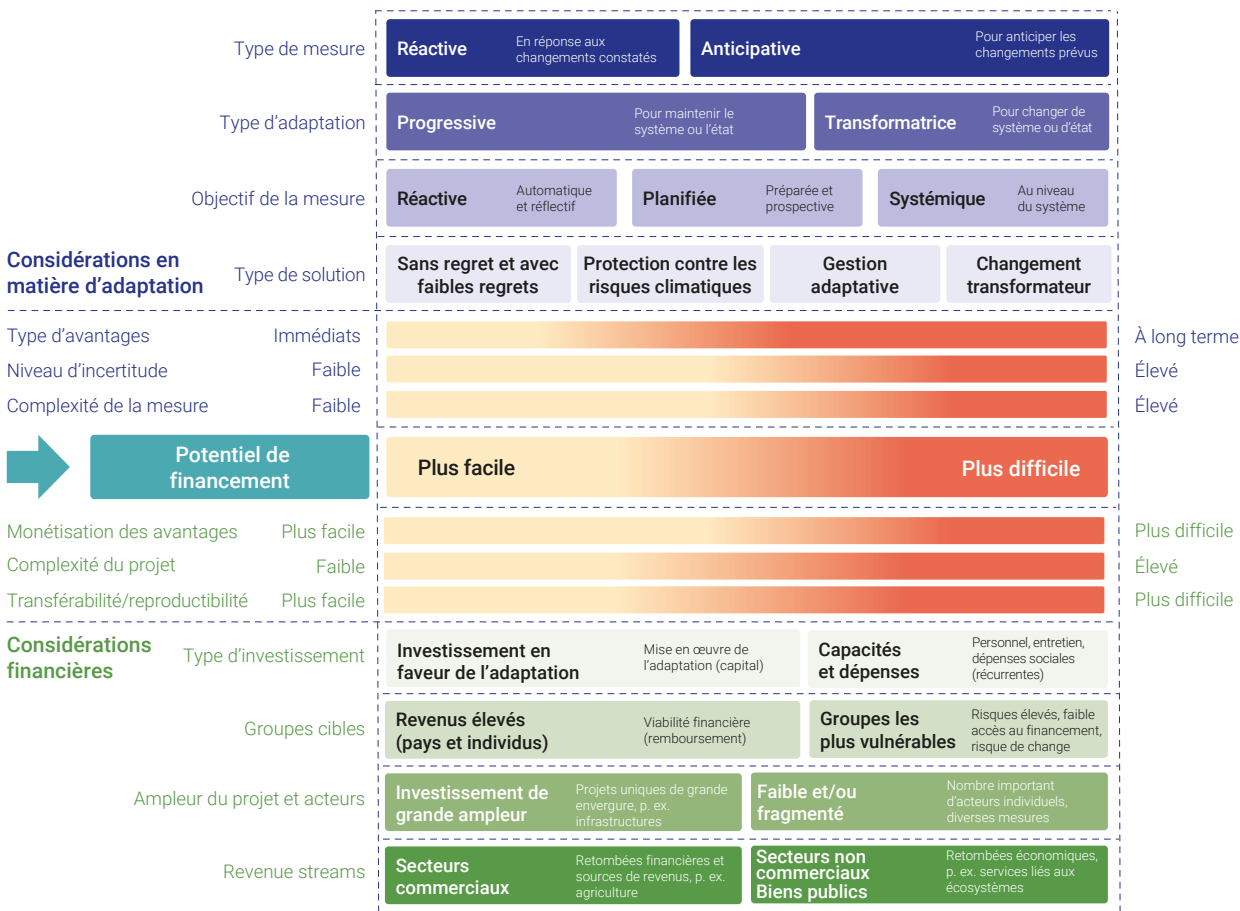 Type de mesure
Réactive
En réponse aux
changements constatés
Anticipative
Pour anticiper les
changements prévus
Type d’adaptation
Progressive
Pour maintenir le
système ou l’état
Transformatrice
Pour changer de
système ou d’état
Objectif de la mesure
Réactive
Automatique
et réflectif
Planifiée
Préparée et
prospective
Systémique
Au niveau
du système
Considérations en
matière d’adaptation
Type de solution
Sans regret et avec
faibles regrets
Protection contre les
risques climatiques
Gestion
adaptative
Changement
transformateur
Type d’avantages
Immédiats
À long terme
Niveau d’incertitude
Faible
Élevé
Complexité de la mesure
Faible
Élevé
Potentiel de
financement
Plus facile
Plus difficile
Monétisation des avantages
Plus facile
Plus difficile
Complexité du projet
Faible
Élevé
Transférabilité/reproductibilité
Plus facile
Plus difficile
Considérations
financières
Type d’investissement
Investissement en
faveur de l’adaptation
Mise en œuvre de
l’adaptation (capital)
Capacités
et dépenses
Personnel, entretien,
dépenses sociales
(récurrentes)
Groupes cibles
Revenus élevés
(pays et individus)
Viabilité financière
(remboursement)
Groupes les
plus vulnérables
Risques élevés, faible
accès au financement,
risque de change
Ampleur du projet et acteurs
Investissement de
grande ampleur
Projets uniques de grande
envergure, p. ex.
infrastructures
Faible et/ou
fragmenté
Nombre important
d’acteurs individuels,
diverses mesures
Revenue streams
Secteurs
commerciaux
Retombées financières et
sources de revenus, p. ex.
agriculture
Secteurs non
commerciaux
Biens publics
Retombées économiques,
p. ex. services liés aux
écosystèmes